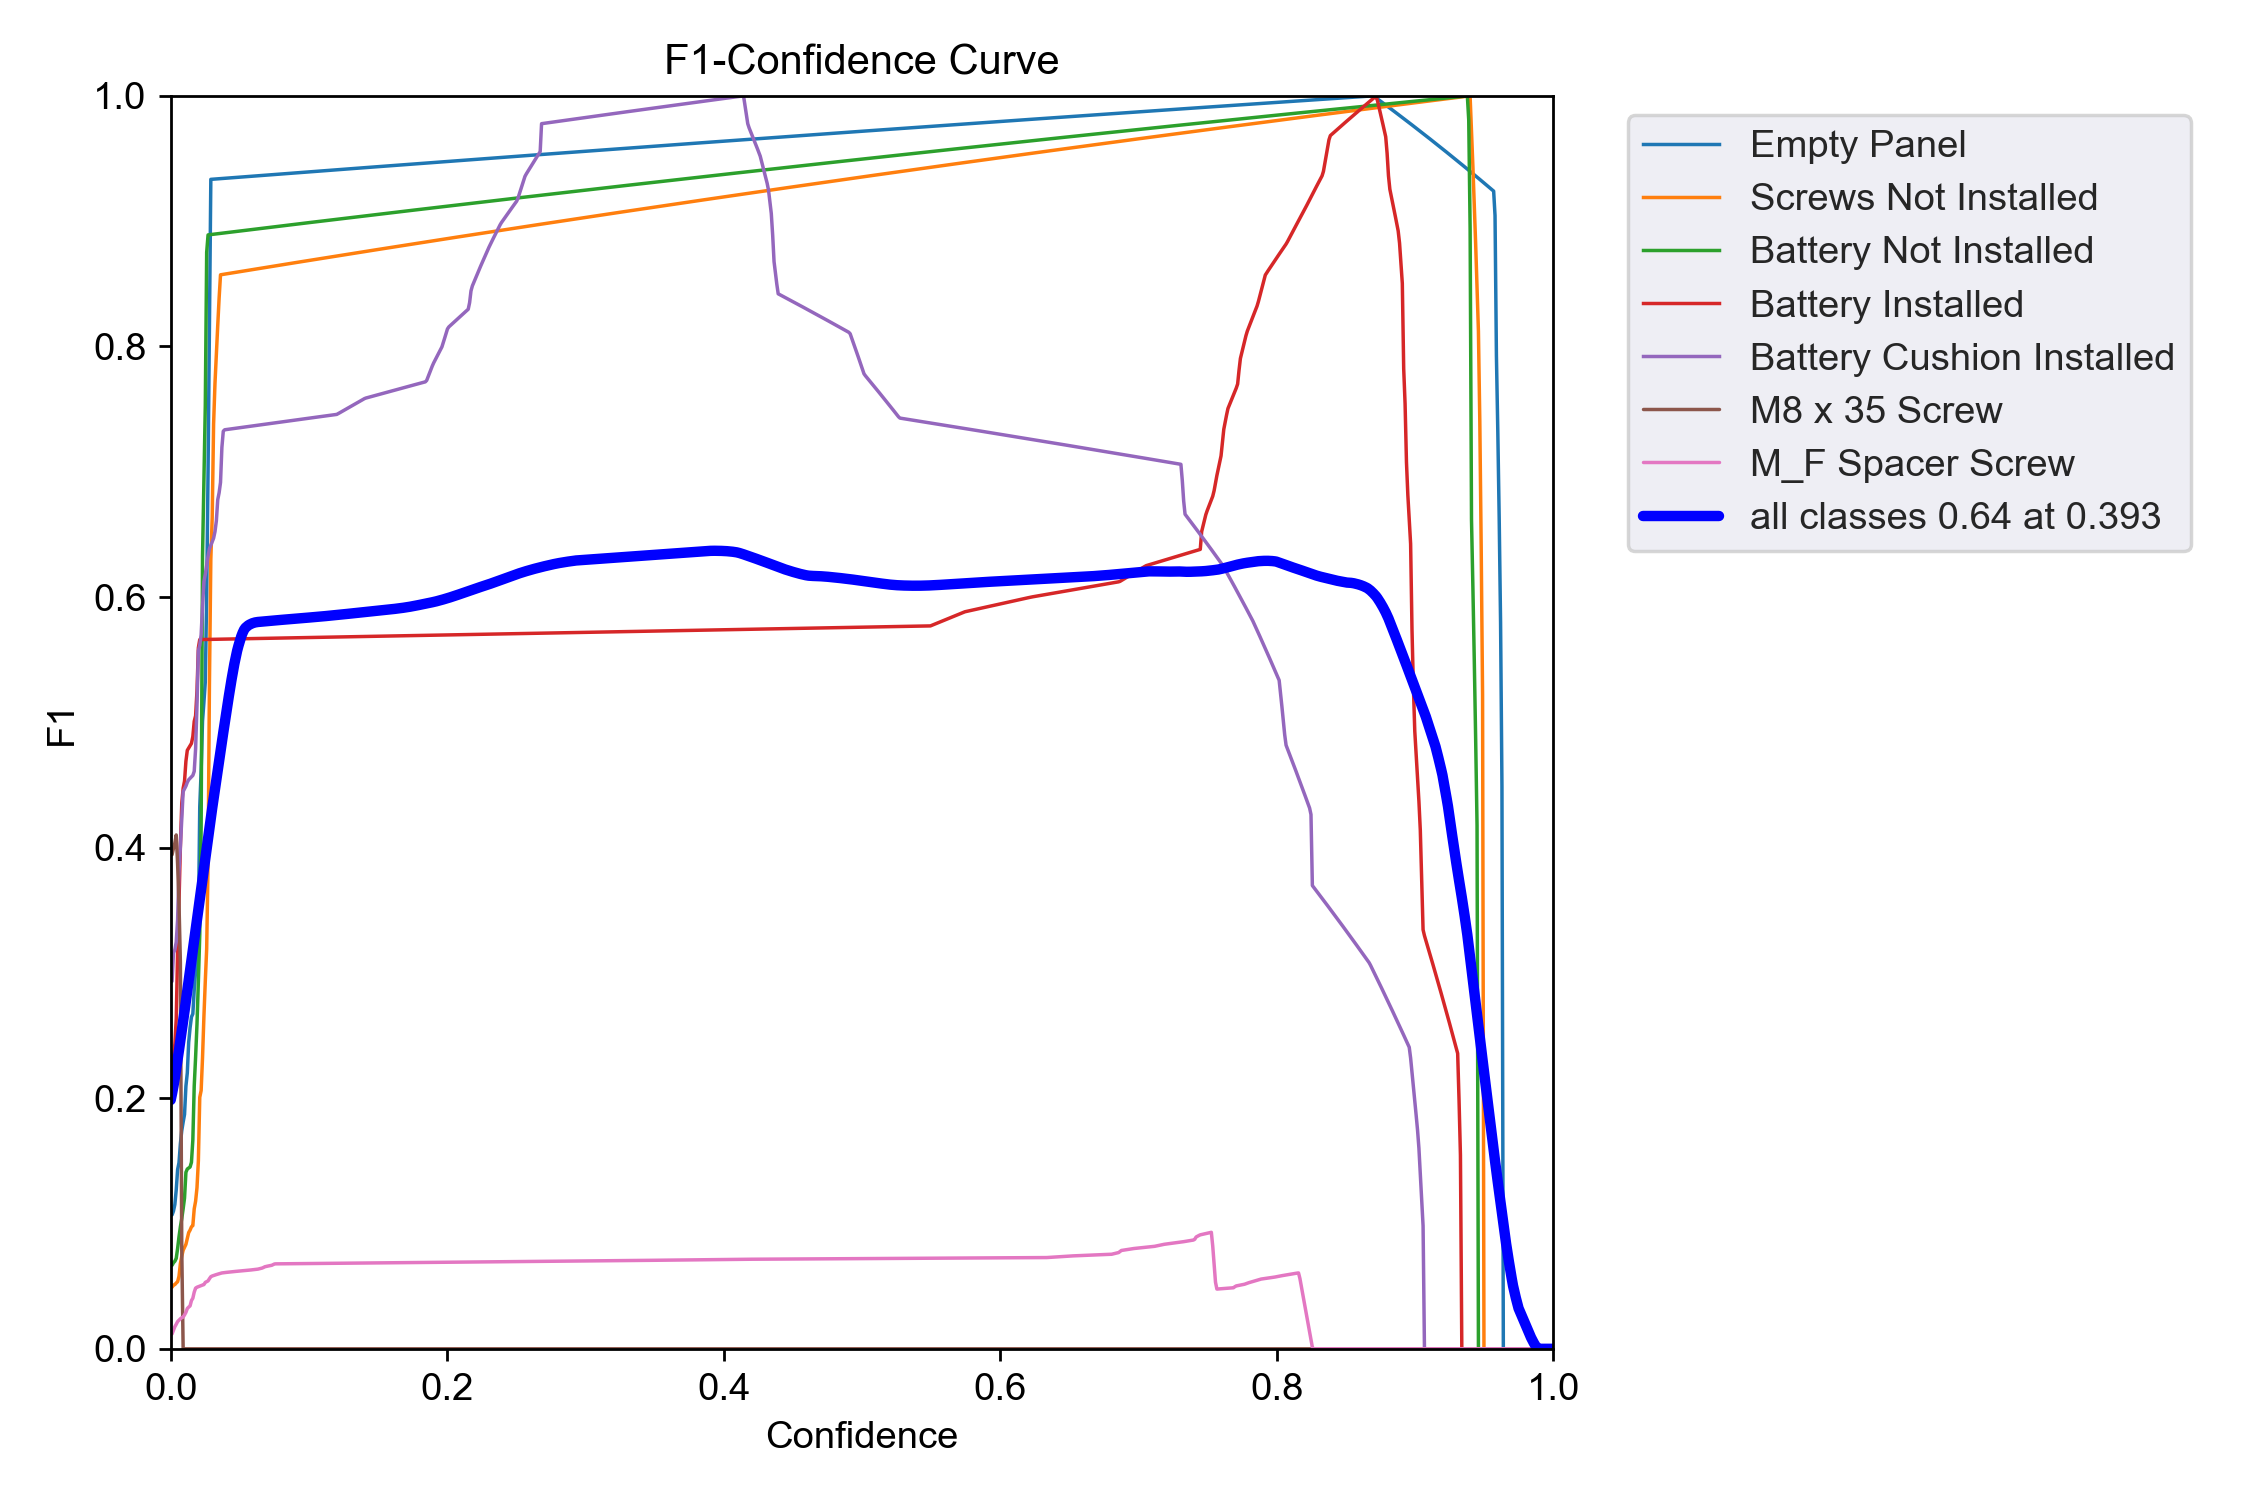 F1-Confidence Curve
1.0
0.8
0.6
0.4
0.2
0.0
F1
0.0 0.2 0.4 0.6 0.8 1.0
Confidence
Empty Panel
Screws Not Installed
Battery Not Installed
Battery Installed
Battery Cushion Installed
M8 x 35 Screw
M_F Spacer Screw
all classes 0.64 at 0.393